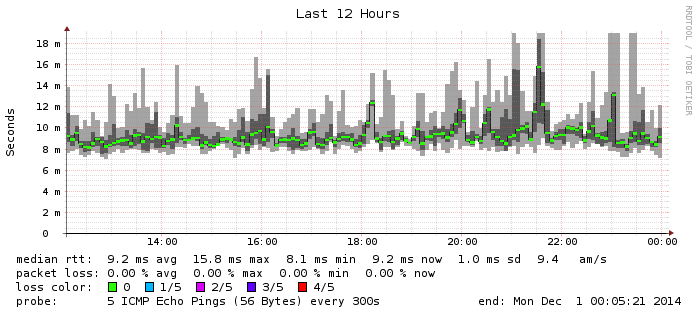 Last 12 Hours
RRDTOOL / TOBI OETIKER
Seconds
18 m
16 m
14 m
12 m
10 m
8 m
6 m
4 m
2 m
0
14:00 16:00 18:00 20:00 22:00 00:00
median rtt: 9.2 ms avg 15.8 ms max 8.1 ms min 9.2 ms now 1.0 ms sd 9.4 am/s
packet loss: 0.00 % avg 0.00 % max 0.00 % min 0.00 % now
loss color: 0 1/5 2/5 3/5 4/5
probe: 5 ICMP Echo Pings (56 Bytes) every 300s end: Mon Dec 1 00:05:21 2014